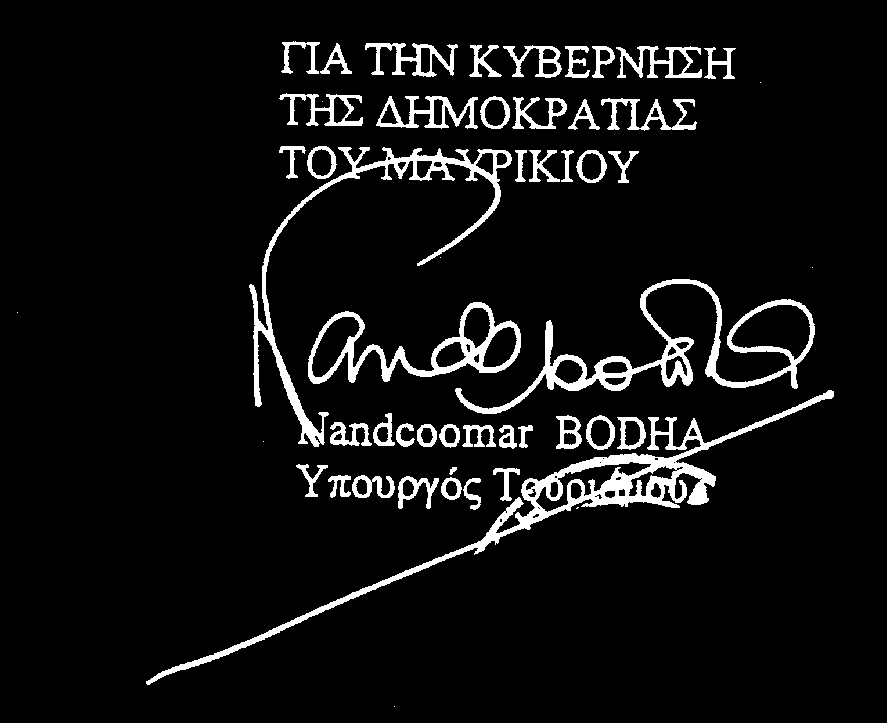 ΓΙΑ ΤΗΝ ΚΥΒΕΡΝΗΣΗ
ΤΗΣ ΔΗΜΟΚΡΑΤΙΑΣ
ΤΟΥ ΜΑΥΡΙΚΙΟΥ
Nandcoomar BODHA
Υπουργός Τουρισμού